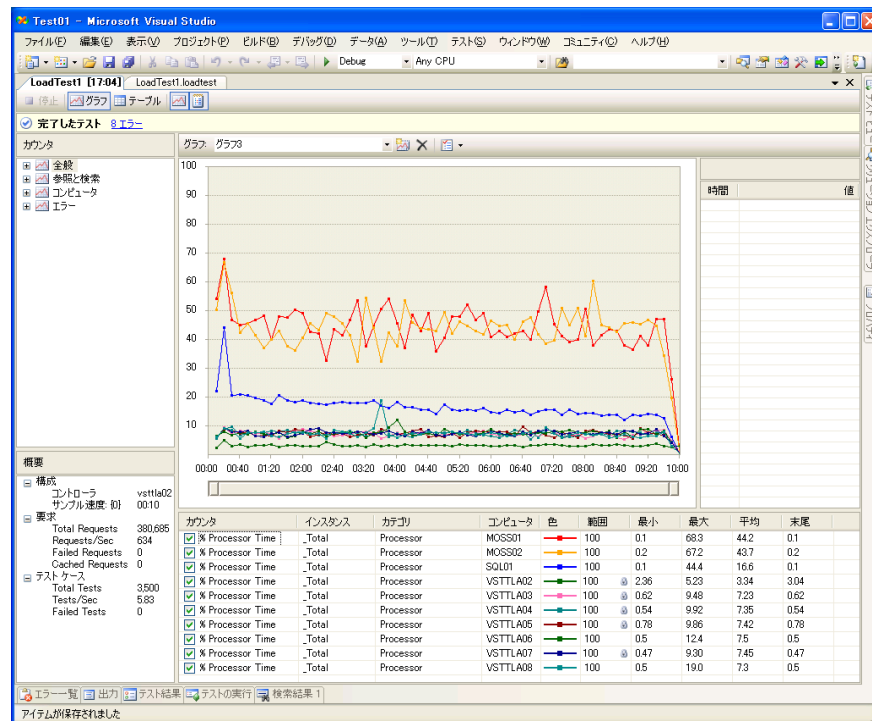 Test01 - Microsoft Visual Studio
ファイル(F) 編集(E) 表示(V) プロジェクト(P) ビルド(B) デバッグ(D) データ(A) ツール(T) テスト(S) ウィンドウ(W) コミュニティ(C) ヘルプ(H)
Debug Any CPU
LoadTest1 [17:04] LoadTest1.loadtest
停止 グラフ テーブル
完了したテスト 8 エラー
カウンタ
全般
参照と検索
コンピュータ
エラー
グラフ: グラフ3
100
90
80
70
60
50
40
30
20
10
00:00 00:40 01:20 02:00 02:40 03:20 04:00 04:40 05:20 06:00 06:40 07:20 08:00 08:40 09:20 10:00
時間 値
プロパティ
概要
構成
コントローラ vsttla02
サンプル速度: {0} 00:10
要求
Total Requests 380,685
Requests/Sec 634
Failed Requests 0
Cached Requests 0
テスト ケース
Total Tests 3,500
Tests/Sec 5.83
Failed Tests 0
カウンタ インスタンス カテゴリ コンピュータ 色 範囲 最小 最大 平均 末尾
% Processor Time _Total Processor MOSS01 100 0.1 68.3 44.2 0.1
% Processor Time _Total Processor MOSS02 100 0.2 67.2 43.7 0.2
% Processor Time _Total Processor SQL01 100 0.1 44.4 16.6 0.1
% Processor Time _Total Processor VSTTLA02 100 2.36 5.23 3.34 3.04
% Processor Time _Total Processor VSTTLA03 100 0.62 9.48 7.23 0.62
% Processor Time _Total Processor VSTTLA04 100 0.54 9.92 7.35 0.54
% Processor Time _Total Processor VSTTLA05 100 0.78 9.86 7.42 0.78
% Processor Time _Total Processor VSTTLA06 100 0.5 12.4 7.5 0.5
% Processor Time _Total Processor VSTTLA07 100 0.47 9.30 7.45 0.47
% Processor Time _Total Processor VSTTLA08 100 0.5 19.0 7.3 0.5
エラー一覧 出力 テスト結果 テストの実行 検索結果 1
アイテムが保存されました